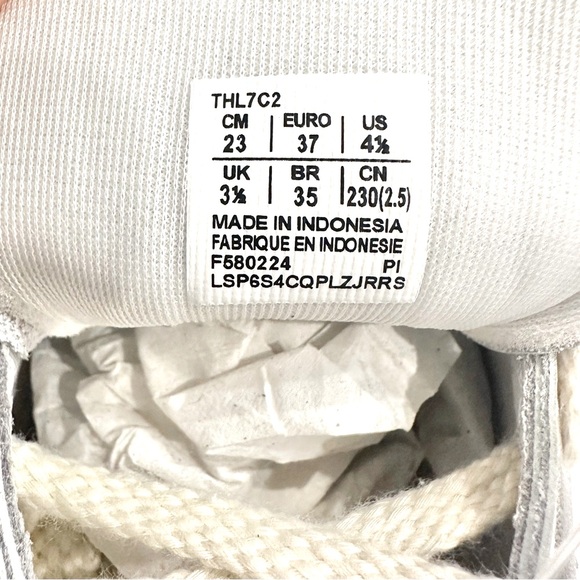 THL7C2
CM | EURO | US
23 | 37 | 4½
UK | BR | CN
3½ | 35 | 230(2.5)
MADE IN INDONESIA
FABRIQUE EN INDONESIE
F580224 PI
LSP6S4CQPLZJRRS